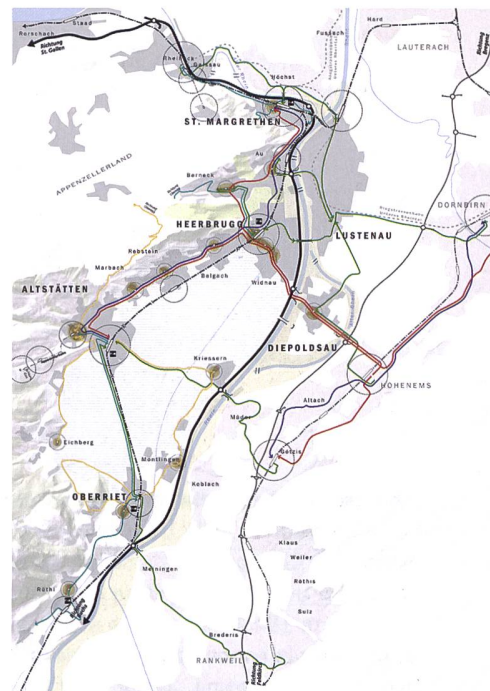 Staad
Rorschach
Richtung
St. Gallen
Hard
LAUTERACH
Richtung
Fussach
Rheineck
Gaissau
Höchst
ST. MARGRETHEN
Au
APPENZELLERLAND
Berneck
DORNBIRN
HEERBRUGG
LUSTENAU
Rebstein
Marbach
Balgach
Widnau
ALTSTÄTTEN
DIEPOLDSAU
Kriessern
HOHENEMS
Altach
Mäder
Eichberg
Götzis
Montlingen
Koblach
OBERRIET
Klaus
Weiler
Meiningen
Röthis
Rüthi
Sulz
Brederis
RANKWEIL
Richtung
Feldkirch